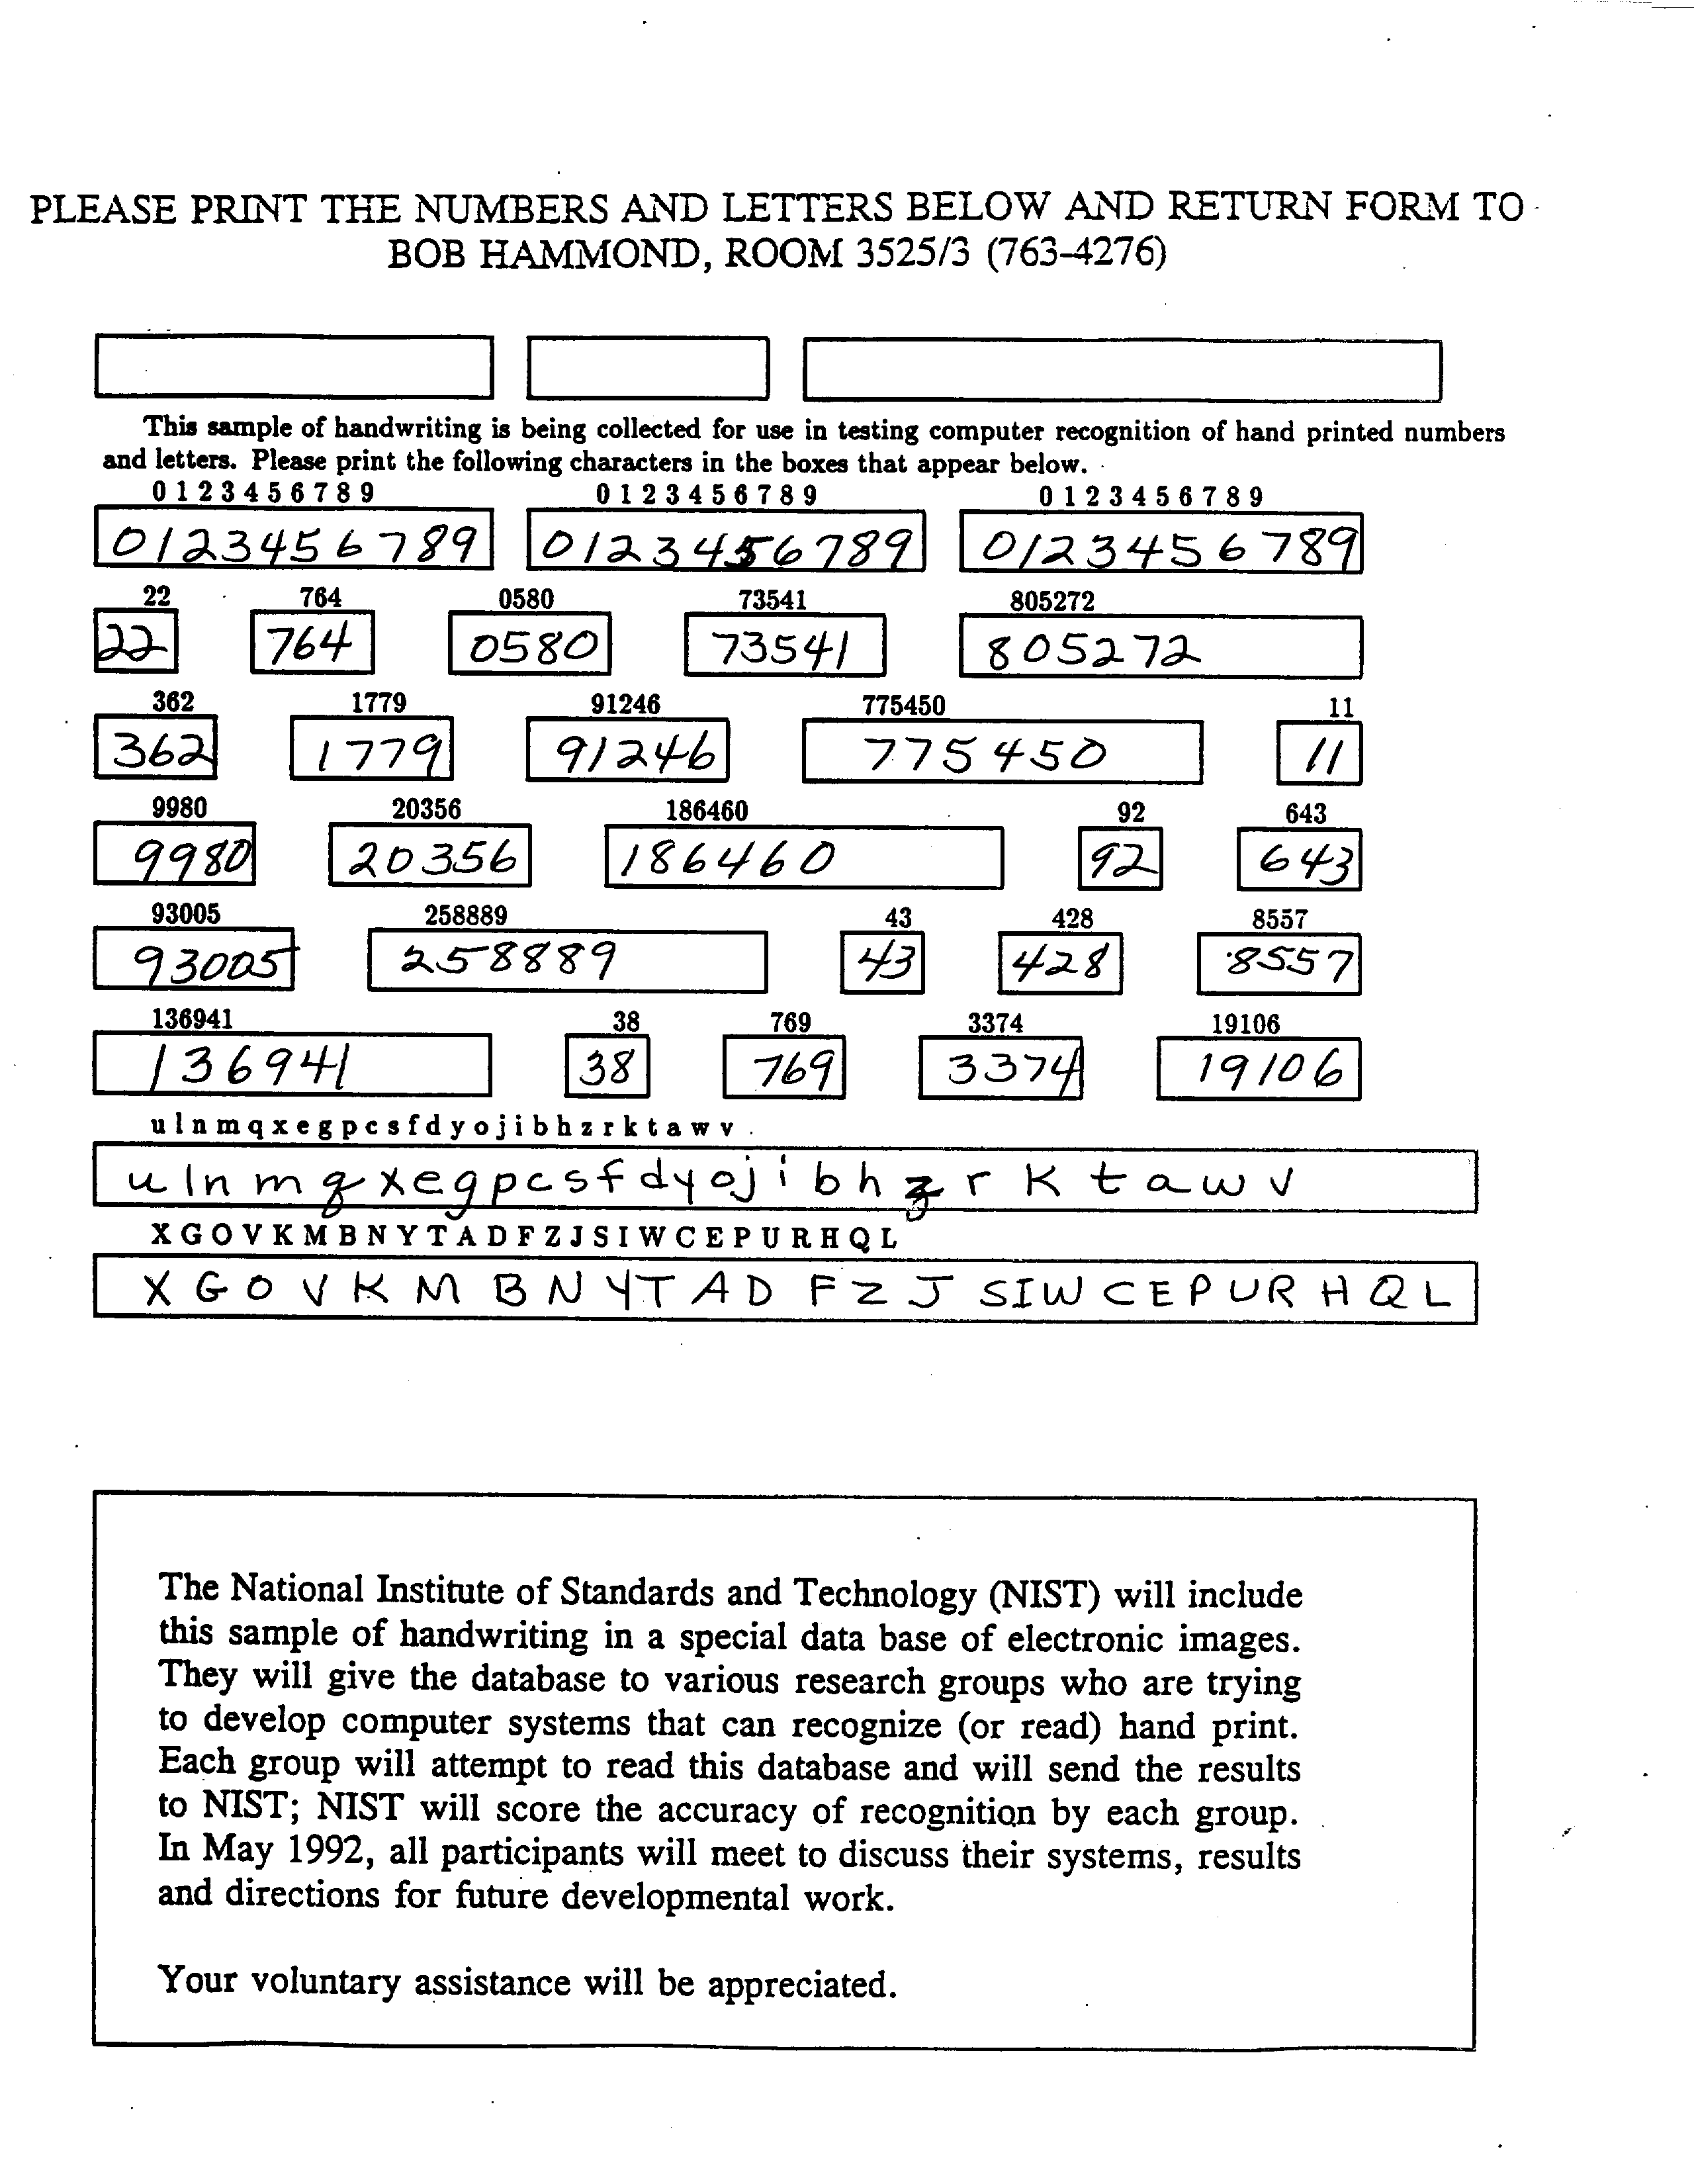 PLEASE PRINT THE NUMBERS AND LETTERS BELOW AND RETURN FORM TO
BOB HAMMOND, ROOM 3525/3 (763-4276)
This sample of handwriting is being collected for use in testing computer recognition of hand printed numbers
and letters. Please print the following characters in the boxes that appear below.
0 1 2 3 4 5 6 7 8 9 0 1 2 3 4 5 6 7 8 9 0 1 2 3 4 5 6 7 8 9
0123456789 0123456789 0123456789
22 764 0580 73541 805272
22 764 0580 73541 805272
362 1779 91246 775450 11
362 1779 91246 775450 11
9980 20356 186460 92 643
9980 20356 186460 92 643
93005 258889 43 428 8557
93005 258889 43 428 8557
136941 38 769 3374 19106
136941 38 769 3374 19106
u l n m q x e g p c s f d y o j i b h z r k t a w v
u l n m q x e g p c s f d y o j i b h z r k t a w v
X G O V K M B N Y T A D F Z J S I W C E P U R H Q L
X G O V K M B N Y T A D F Z J S I W C E P U R H Q L
The National Institute of Standards and Technology (NIST) will include
this sample of handwriting in a special data base of electronic images.
They will give the database to various research groups who are trying
to develop computer systems that can recognize (or read) hand print.
Each group will attempt to read this database and will send the results
to NIST; NIST will score the accuracy of recognition by each group.
In May 1992, all participants will meet to discuss their systems, results
and directions for future developmental work.
Your voluntary assistance will be appreciated.